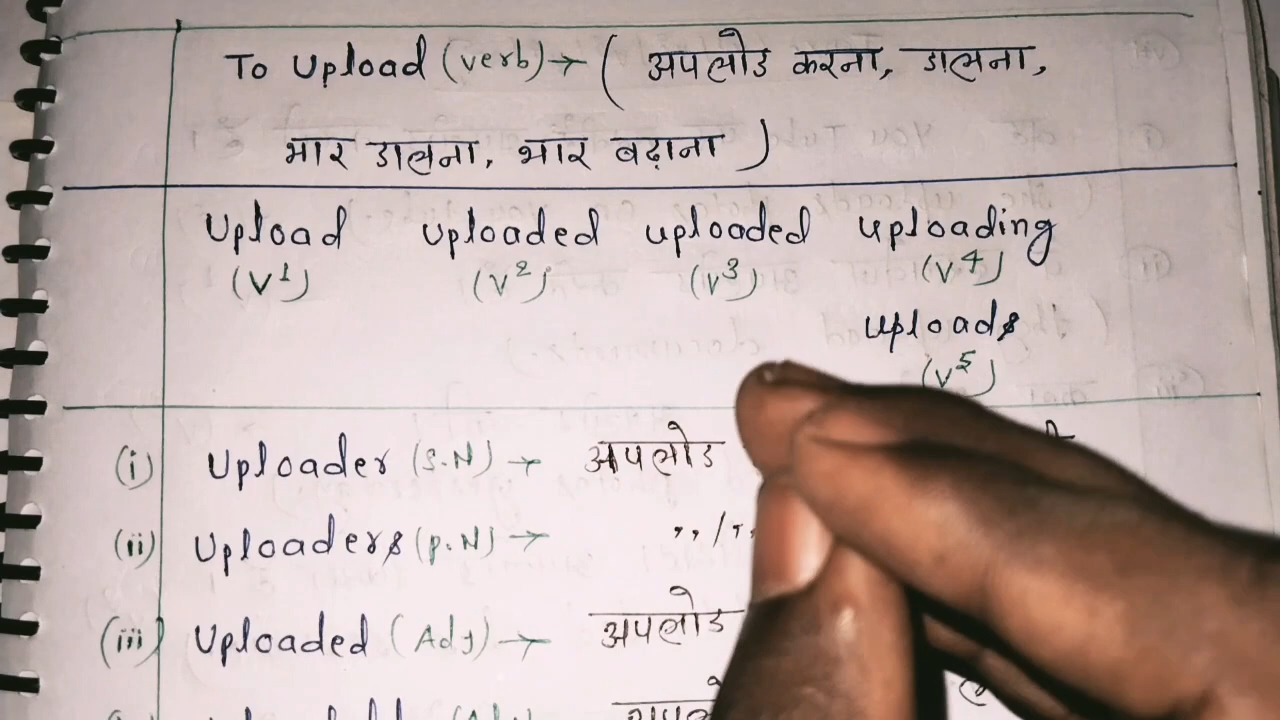 To Upload (verb) → ( अपलोड करना, डालना,
भार डालना, भार बढ़ाना )
Upload uploaded uploaded uploading
(V1) (V2) (V3) (V4)
uploads
(V5)
(i) Uploader (S.N) → अपलोड
(ii) Uploaders (P.N) → ,, / ,,
(iii) Uploaded (Adj) → अपलोड